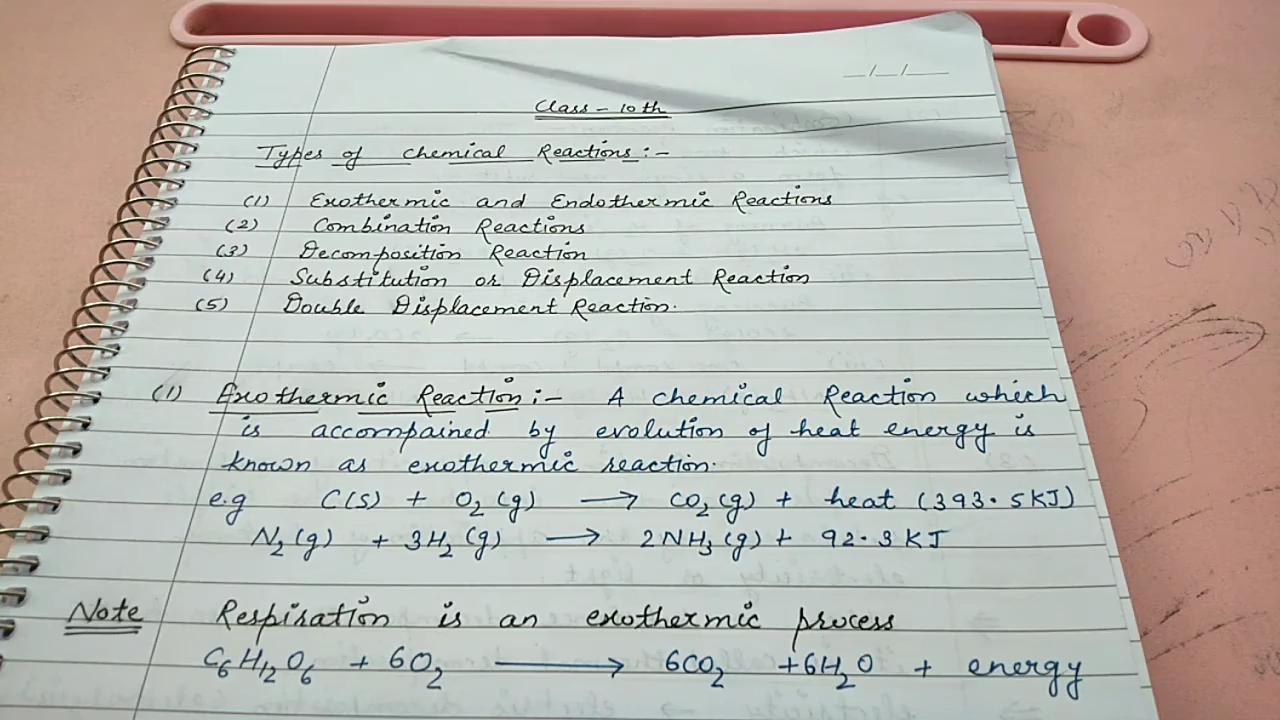 _/_/__
Class - 10th
Types of chemical Reactions :-
(1) Exothermic and Endothermic Reactions
(2) Combination Reactions
(3) Decomposition Reaction
(4) Substitution or Displacement Reaction
(5) Double Displacement Reaction.
(1) Exothermic Reaction :- A chemical Reaction which
is accompained by evolution of heat energy is
known as exothermic reaction.
e.g C(s) + O₂(g) → CO₂(g) + heat (393.5KJ)
N₂(g) + 3H₂(g) → 2NH₃(g) + 92.3 KJ
Note Respiration is an exothermic process
C₆H₁₂O₆ + 6O₂ → 6CO₂ + 6H₂O + energy